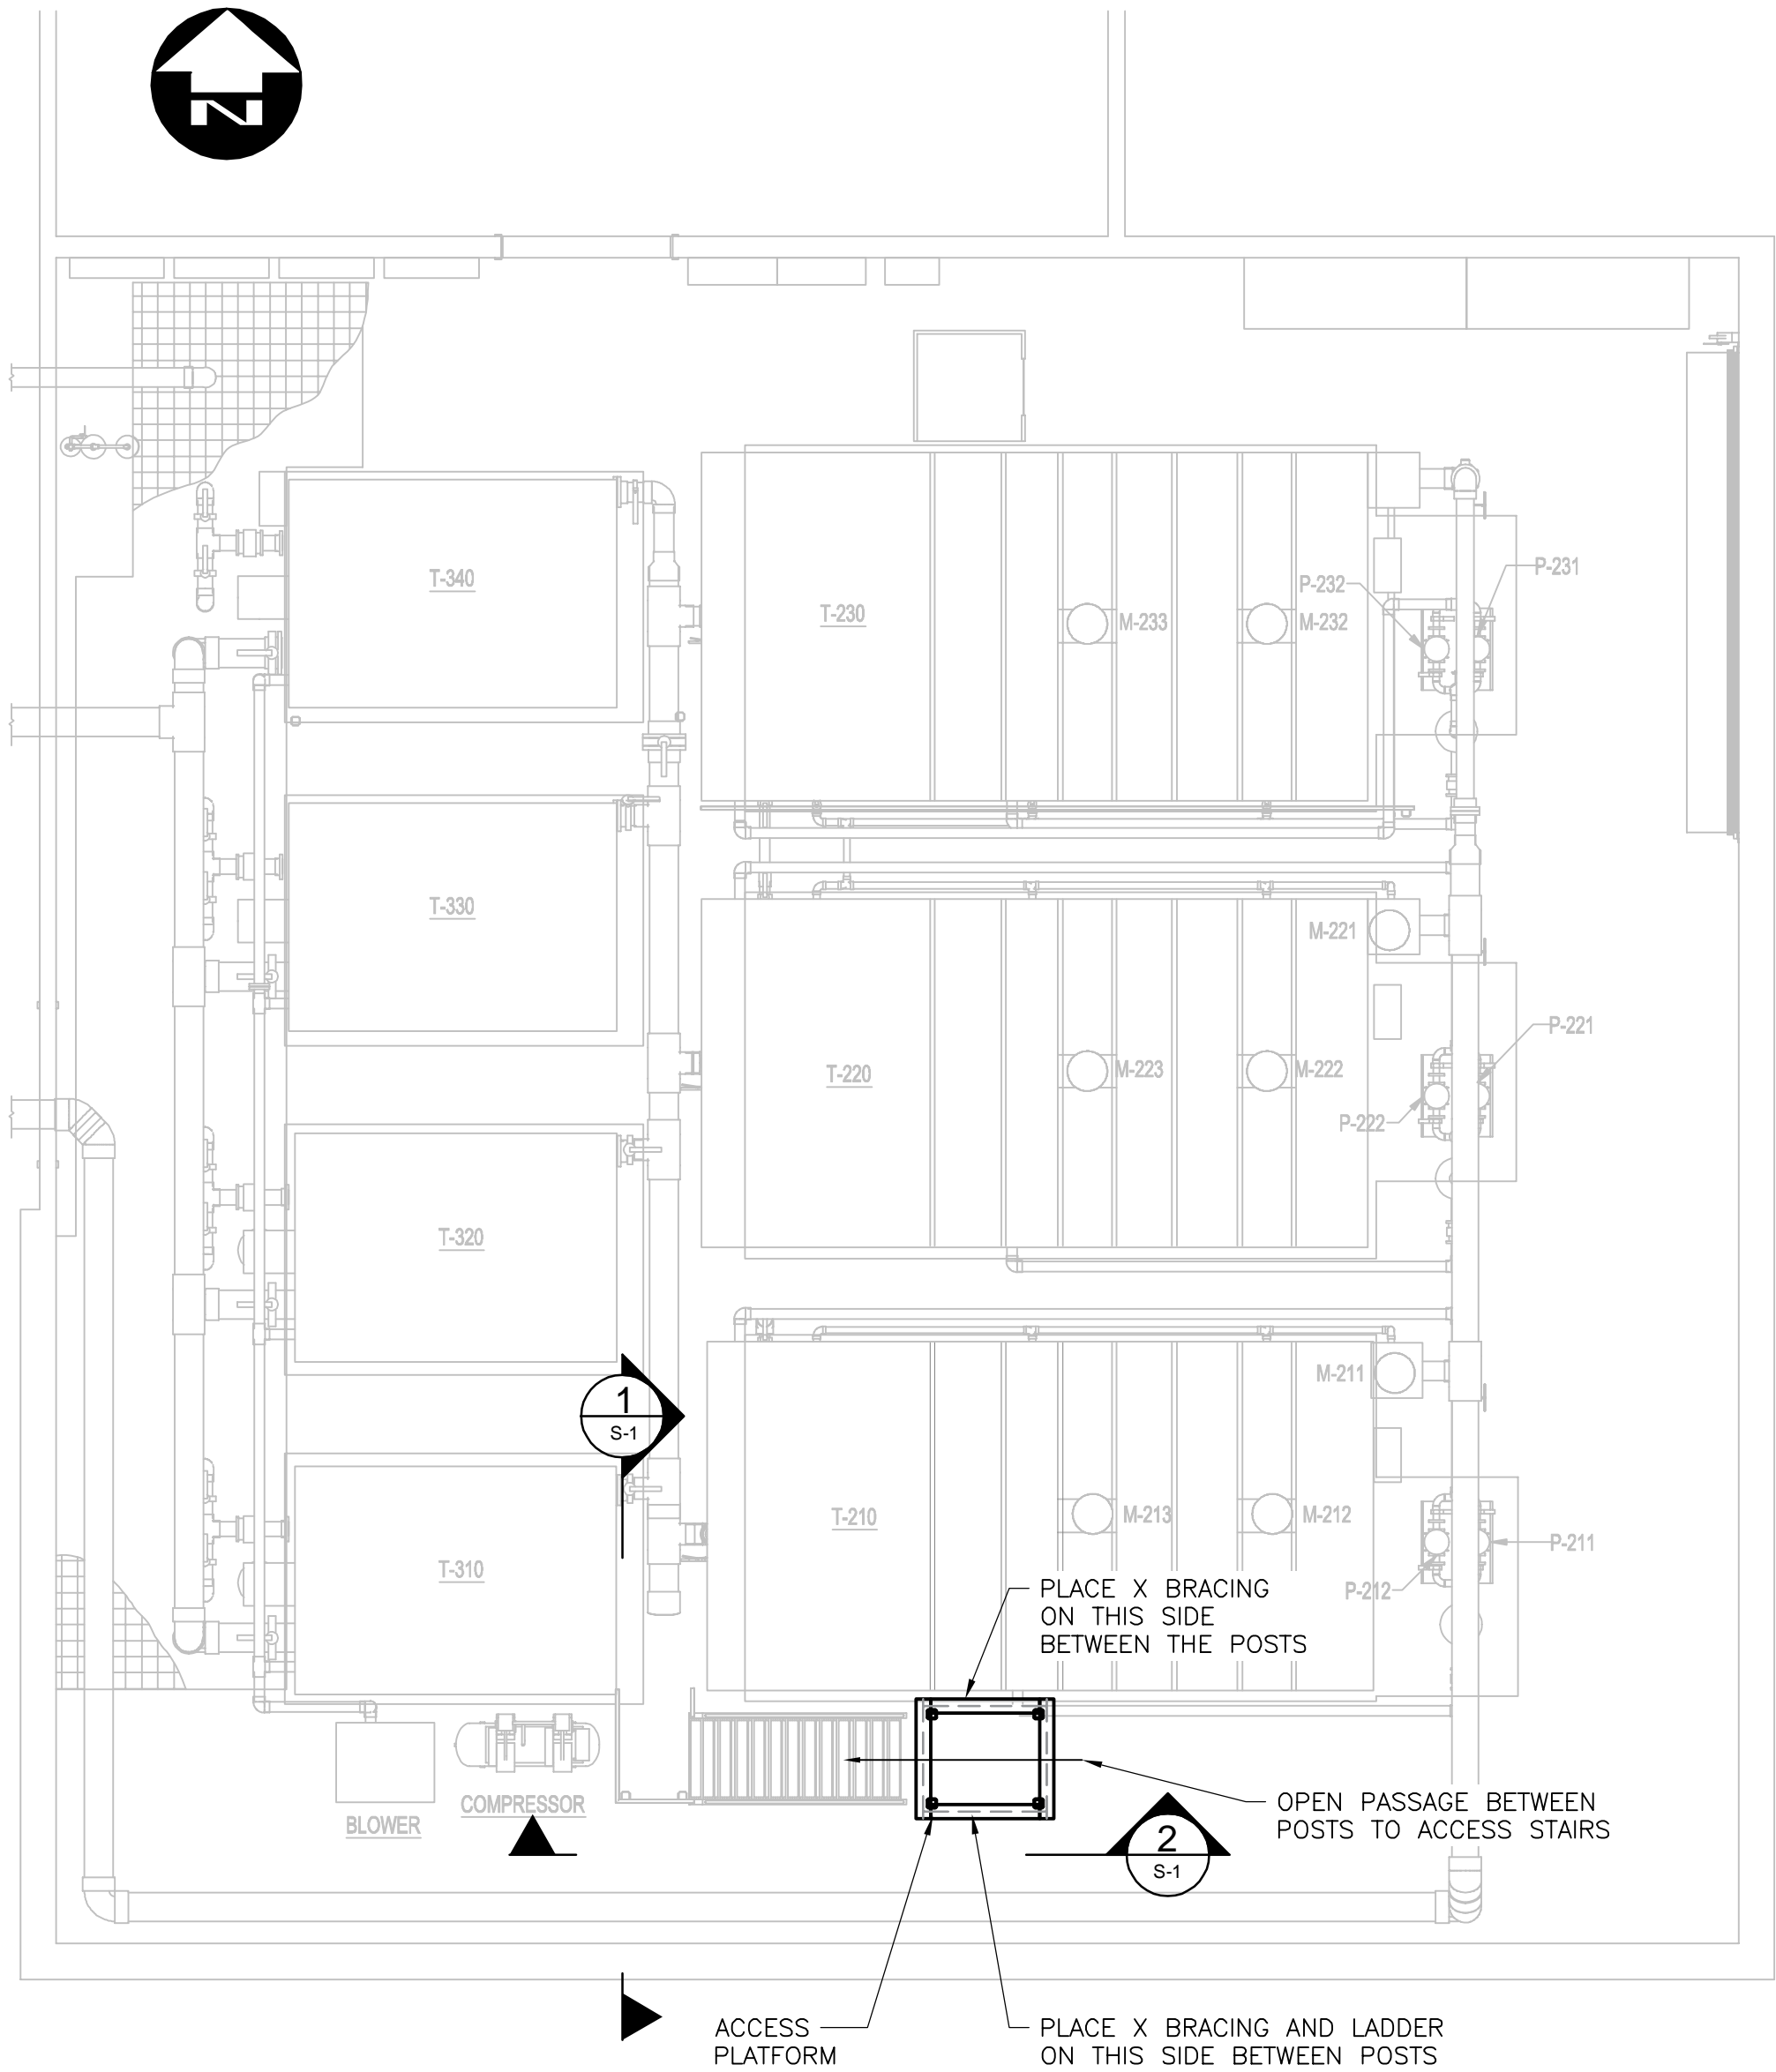 N
T-340
T-230
M-233
M-232
P-232
P-231
T-330
M-221
P-221
T-220
M-223
M-222
P-222
T-320
1
S-1
M-211
T-310
T-210
M-213
M-212
P-211
P-212
PLACE X BRACING
ON THIS SIDE
BETWEEN THE POSTS
BLOWER
COMPRESSOR
OPEN PASSAGE BETWEEN
POSTS TO ACCESS STAIRS
2
S-1
ACCESS
PLATFORM
PLACE X BRACING AND LADDER
ON THIS SIDE BETWEEN POSTS